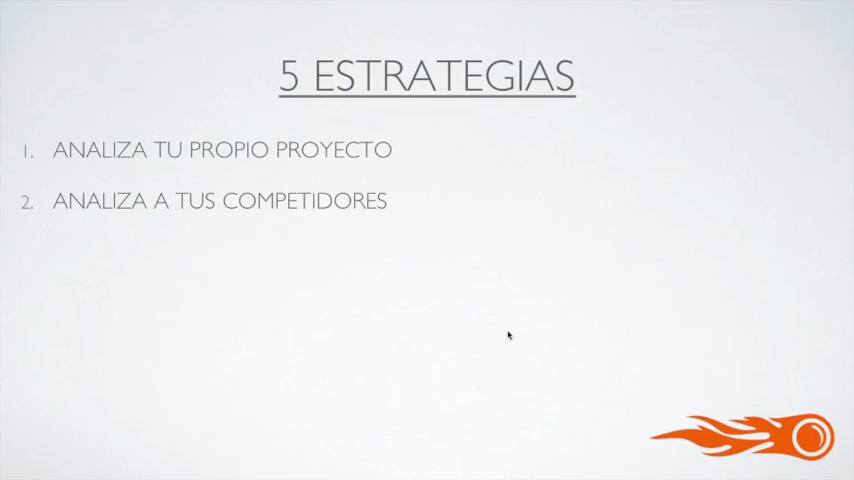 5 ESTRATEGIAS
1. ANALIZA TU PROPIO PROYECTO
2. ANALIZA A TUS COMPETIDORES